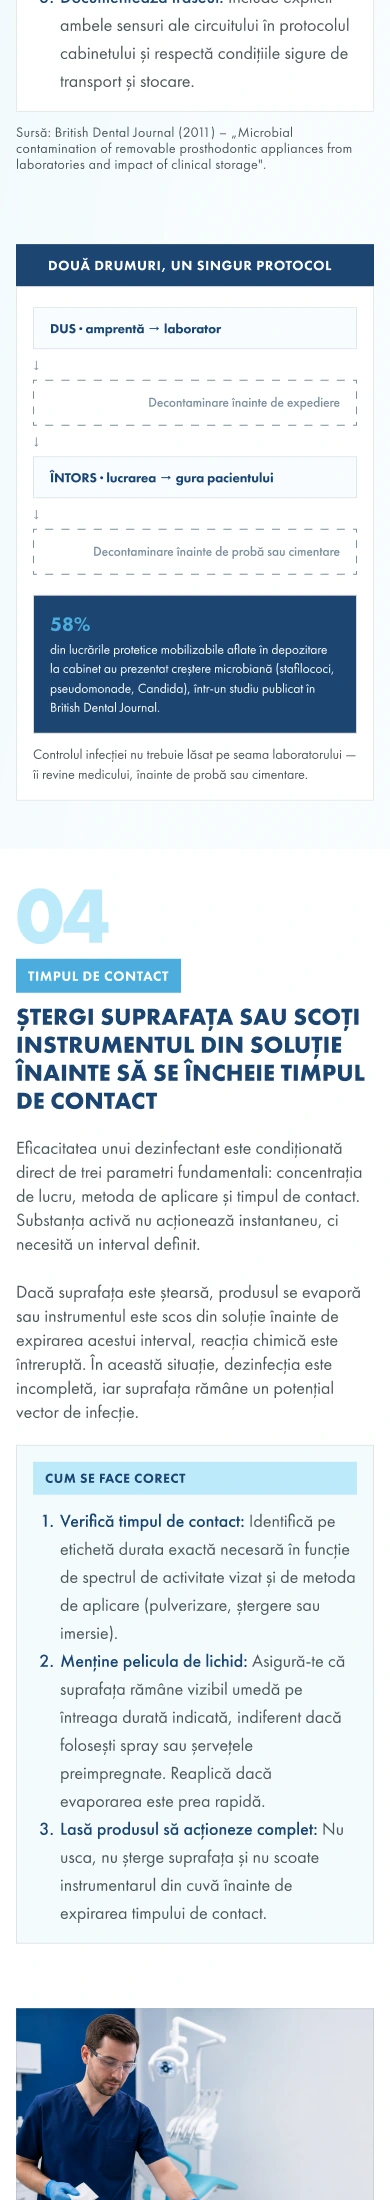 ambele sensuri ale circuitului în protocolul
cabinetului și respectă condițiile sigure de
transport și stocare.
Sursă: British Dental Journal (2011) – „Microbial
contamination of removable prosthodontic appliances from
laboratories and impact of clinical storage".
DOUĂ DRUMURI, UN SINGUR PROTOCOL
DUS · amprentă → laborator
↓
Decontaminare înainte de expediere
↓
ÎNTORS · lucrarea → gura pacientului
↓
Decontaminare înainte de probă sau cimentare
58%
din lucrările protetice mobilizabile aflate în depozitare
la cabinet au prezentat creștere microbiană (stafilococi,
pseudomonade, Candida), într-un studiu publicat în
British Dental Journal.
Controlul infecției nu trebuie lăsat pe seama laboratorului —
îi revine medicului, înainte de probă sau cimentare.
04
TIMPUL DE CONTACT
ȘTERGI SUPRAFAȚA SAU SCOȚI
INSTRUMENTUL DIN SOLUȚIE
ÎNAINTE SĂ SE ÎNCHEIE TIMPUL
DE CONTACT
Eficacitatea unui dezinfectant este condiționată
direct de trei parametri fundamentali: concentrația
de lucru, metoda de aplicare și timpul de contact.
Substanța activă nu acționează instantaneu, ci
necesită un interval definit.
Dacă suprafața este ștearsă, produsul se evaporă
sau instrumentul este scos din soluție înainte de
expirarea acestui interval, reacția chimică este
întreruptă. În această situație, dezinfecția este
incompletă, iar suprafața rămâne un potențial
vector de infecție.
CUM SE FACE CORECT
1. Verifică timpul de contact: Identifică pe
etichetă durata exactă necesară în funcție
de spectrul de activitate vizat și de metoda
de aplicare (pulverizare, ștergere sau
imersie).
2. Menține pelicula de lichid: Asigură-te că
suprafața rămâne vizibil umedă pe
întreaga durată indicată, indiferent dacă
folosești spray sau șervețele
preimpregnate. Reaplică dacă
evaporarea este prea rapidă.
3. Lasă produsul să acționeze complet: Nu
usca, nu șterge suprafața și nu scoate
instrumentarul din cuvă înainte de
expirarea timpului de contact.